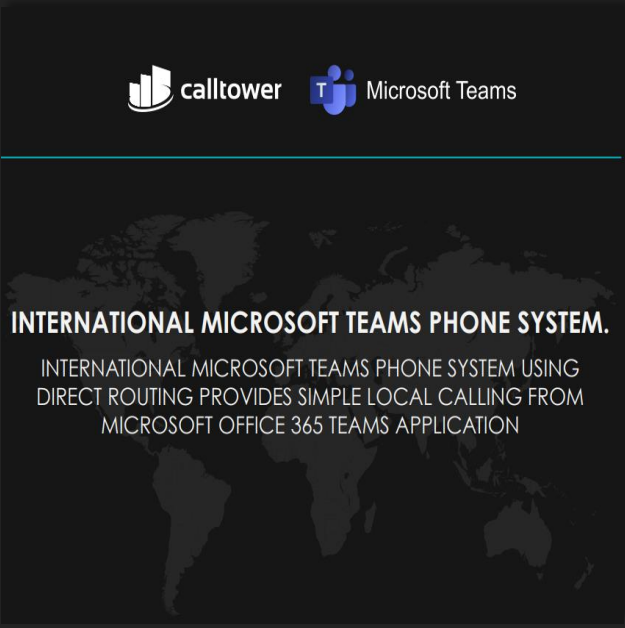 calltower
T Microsoft Teams
INTERNATIONAL MICROSOFT TEAMS PHONE SYSTEM.
INTERNATIONAL MICROSOFT TEAMS PHONE SYSTEM USING
DIRECT ROUTING PROVIDES SIMPLE LOCAL CALLING FROM
MICROSOFT OFFICE 365 TEAMS APPLICATION